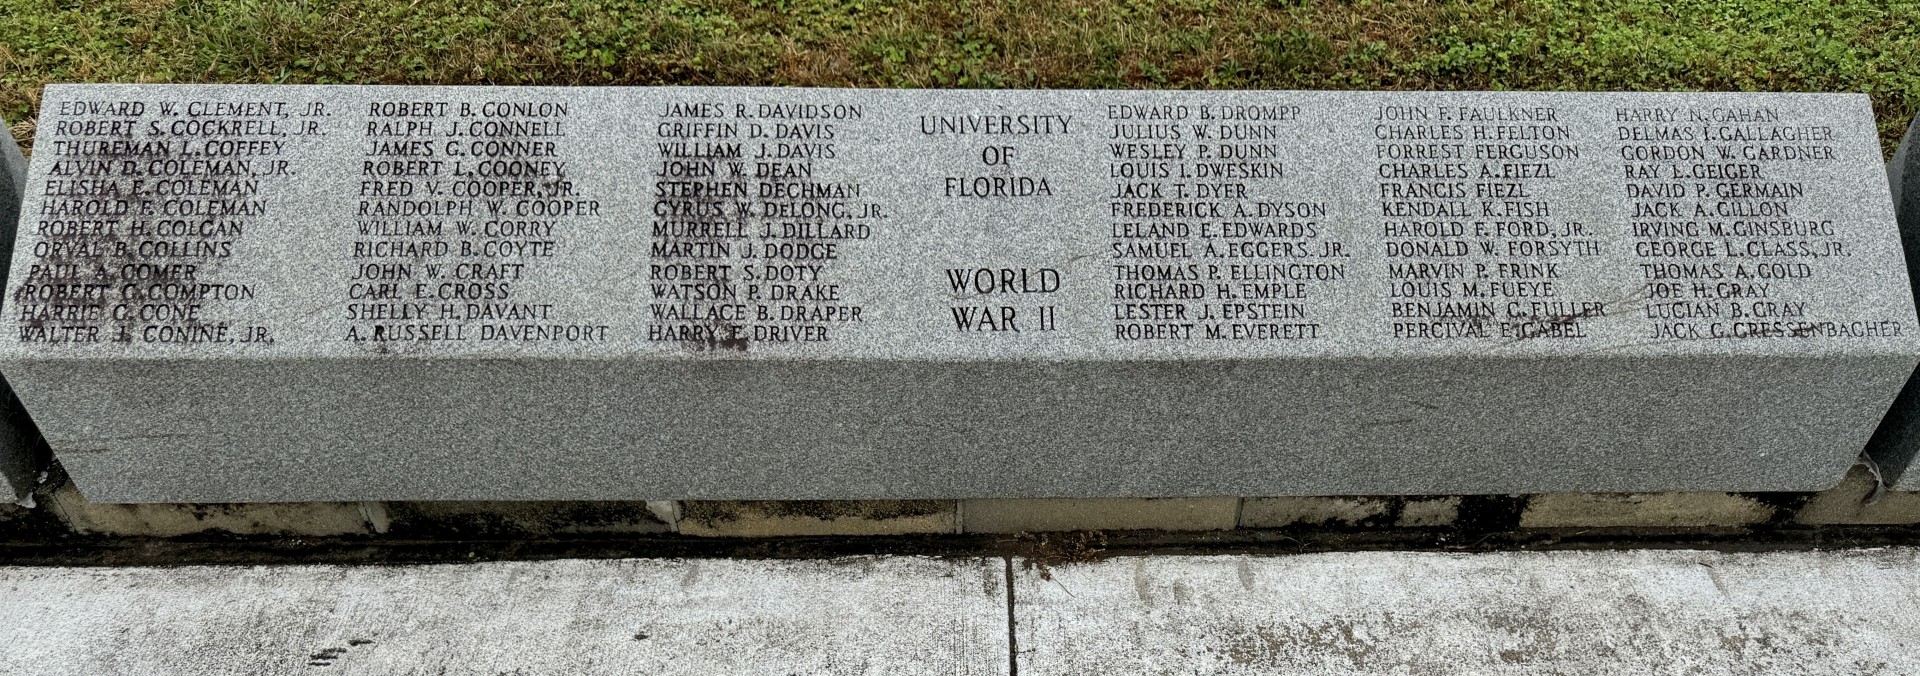 EDWARD W. CLEMENT, JR.
ROBERT S. COCKRELL, JR.
THUREMAN L. COFFEY
ALVIN D. COLEMAN, JR.
ELISHA E. COLEMAN
HAROLD F. COLEMAN
ROBERT H. COLGAN
ORVAL B. COLLINS
PAUL A. COMER
ROBERT G. COMPTON
HARRIE G. CONE
WALTER J. CONINE, JR.
ROBERT B. CONLON
RALPH J. CONNELL
JAMES G. CONNER
ROBERT L. COONEY
FRED V. COOPER, JR.
RANDOLPH W. COOPER
WILLIAM W. CORRY
RICHARD B. COYTE
JOHN W. CRAFT
CARL E. CROSS
SHELLY H. DAVANT
A. RUSSELL DAVENPORT
JAMES R. DAVIDSON
GRIFFIN D. DAVIS
WILLIAM J. DAVIS
JOHN W. DEAN
STEPHEN DECHMAN
CYRUS W. DeLONG, JR.
MURRELL J. DILLARD
MARTIN J. DODGE
ROBERT S. DOTY
WATSON P. DRAKE
WALLACE B. DRAPER
HARRY E. DRIVER
UNIVERSITY
OF
FLORIDA
WORLD
WAR II
EDWARD B. DROMPP
JULIUS W. DUNN
WESLEY P. DUNN
LOUIS I. DWESKIN
JACK T. DYER
FREDERICK A. DYSON
LELAND E. EDWARDS
SAMUEL A. EGGERS, JR.
THOMAS P. ELLINGTON
RICHARD H. EMPLE
LESTER J. EPSTEIN
ROBERT M. EVERETT
JOHN F. FAULKNER
CHARLES H. FELTON
FORREST FERGUSON
CHARLES A. FIEZL
FRANCIS FIEZL
KENDALL K. FISH
HAROLD F. FORD, JR.
DONALD W. FORSYTH
MARVIN P. FRINK
LOUIS M. FUEYE
BENJAMIN C. FULLER
PERCIVAL E. GABEL
HARRY N. GAHAN
DELMAS I. GALLAGHER
GORDON W. GARDNER
RAY L. GEIGER
DAVID P. GERMAIN
JACK A. GILLON
IRVING M. GINSBURG
GEORGE L. GLASS, JR.
THOMAS A. GOLD
JOE H. GRAY
LUCIAN B. GRAY
JACK G. GRESSENBAGHER